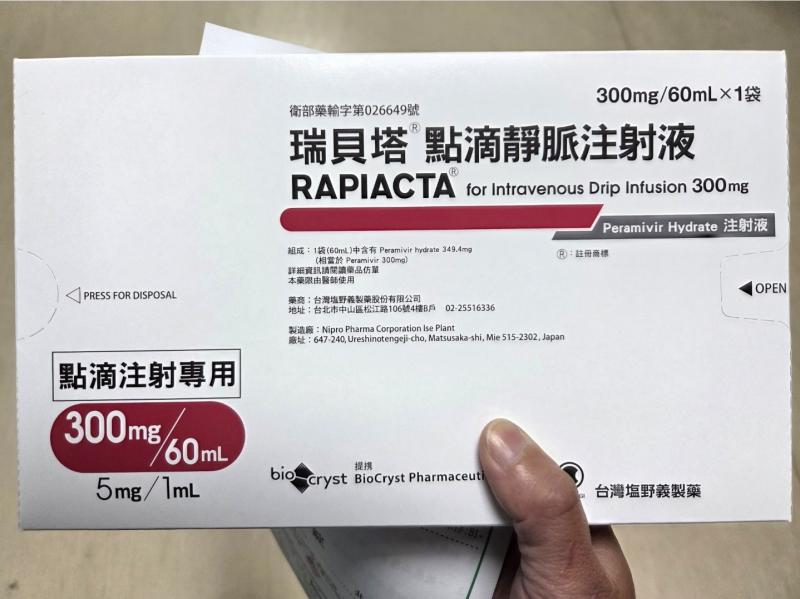 300mg/60mL×1袋
衛部藥輸字第026649號
瑞貝塔® 點滴靜脈注射液
RAPIACTA® for Intravenous Drip Infusion 300mg
Peramivir Hydrate 注射液
組成：1袋(60mL)中含有 Peramivir hydrate 349.4mg
(相當於 Peramivir 300mg)
®：註冊商標
詳細資訊請閱讀藥品仿單
本藥限由醫師使用
藥商：台灣塩野義製藥股份有限公司
地址：台北市中山區松江路106號4樓B戶 02-25516336
製造廠：Nipro Pharma Corporation Ise Plant
廠址：647-240, Ureshinotengeji-cho, Matsusaka-shi, Mie 515-2302, Japan
PRESS FOR DISPOSAL
OPEN
點滴注射專用
300mg/60mL
5mg/1mL
biocryst
提携
BioCryst Pharmaceuti
台灣塩野義製藥